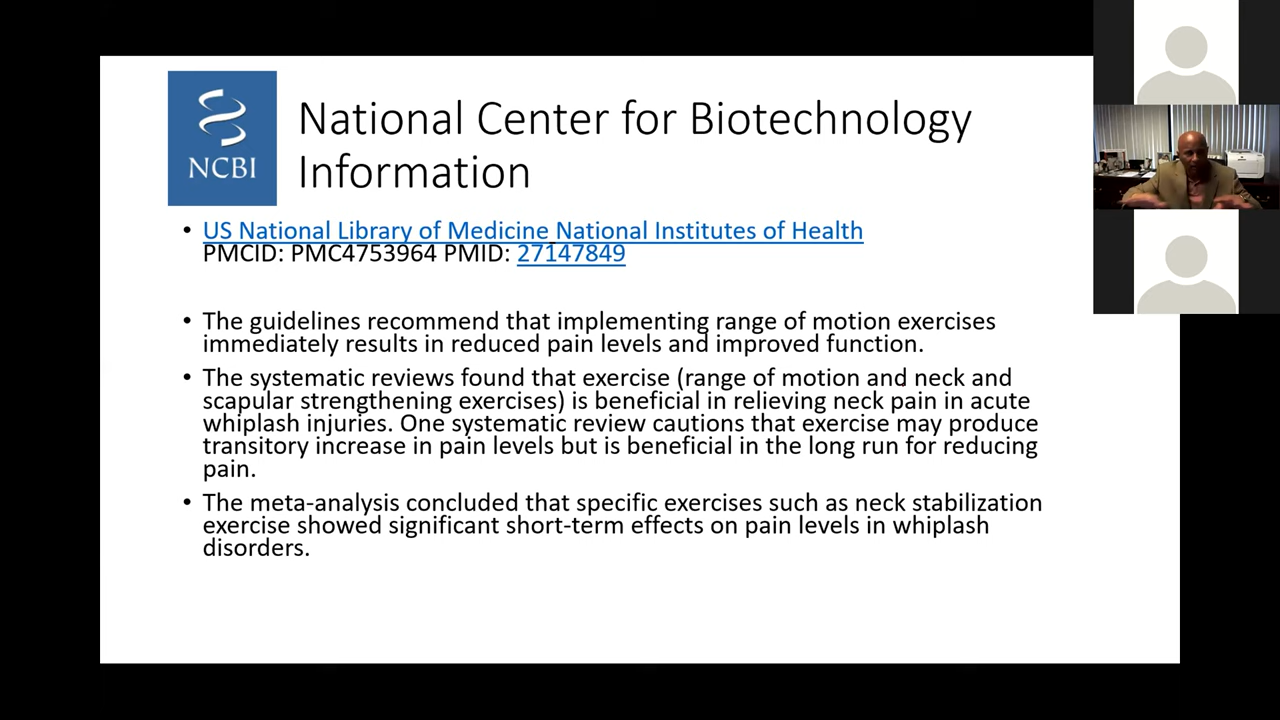 NCBI
National Center for Biotechnology
Information
• US National Library of Medicine National Institutes of Health
PMCID: PMC4753964 PMID: 27147849
• The guidelines recommend that implementing range of motion exercises
immediately results in reduced pain levels and improved function.
• The systematic reviews found that exercise (range of motion and neck and
scapular strengthening exercises) is beneficial in relieving neck pain in acute
whiplash injuries. One systematic review cautions that exercise may produce
transitory increase in pain levels but is beneficial in the long run for reducing
pain.
• The meta-analysis concluded that specific exercises such as neck stabilization
exercise showed significant short-term effects on pain levels in whiplash
disorders.